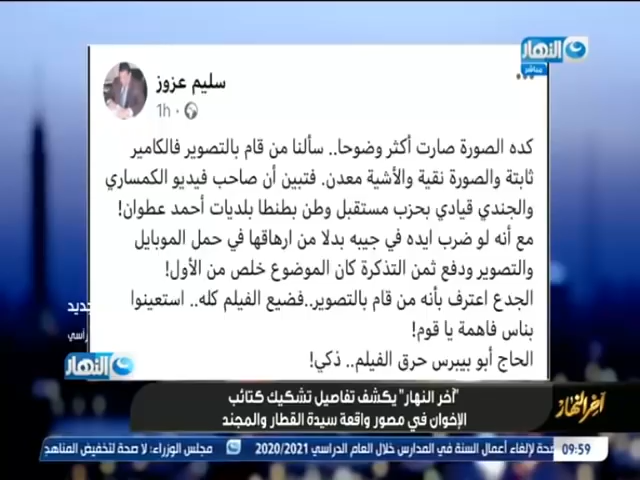 النهار
مباشر
سليم عزوز
1h
كده الصورة صارت أكثر وضوحا.. سألنا من قام بالتصوير فالكامير
ثابتة والصورة نقية والأشية معدن. فتبين أن صاحب فيديو الكمساري
والجندي قيادي بحزب مستقبل وطن بطنطا بلديات أحمد عطوان!
مع أنه لو ضرب ايده في جيبه بدلا من ارهاقها في حمل الموبايل
والتصوير ودفع ثمن التذكرة كان الموضوع خلص من الأول!
الجدع اعترف بأنه من قام بالتصوير..فضيع الفيلم كله.. استعينوا
بناس فاهمة يا قوم!
الحاج أبو بيبرس حرق الفيلم.. ذكي!
النهار
"آخر النهار" يكشف تفاصيل تشكيك كتائب
الإخوان في مصور واقعة سيدة القطار والمجند
آخر النهار
09:59
صحة لإلغاء أعمال السنة في المدارس خلال العام الدراسي 2020/2021
مجلس الوزراء: لا صحة لتخفيض المناهج